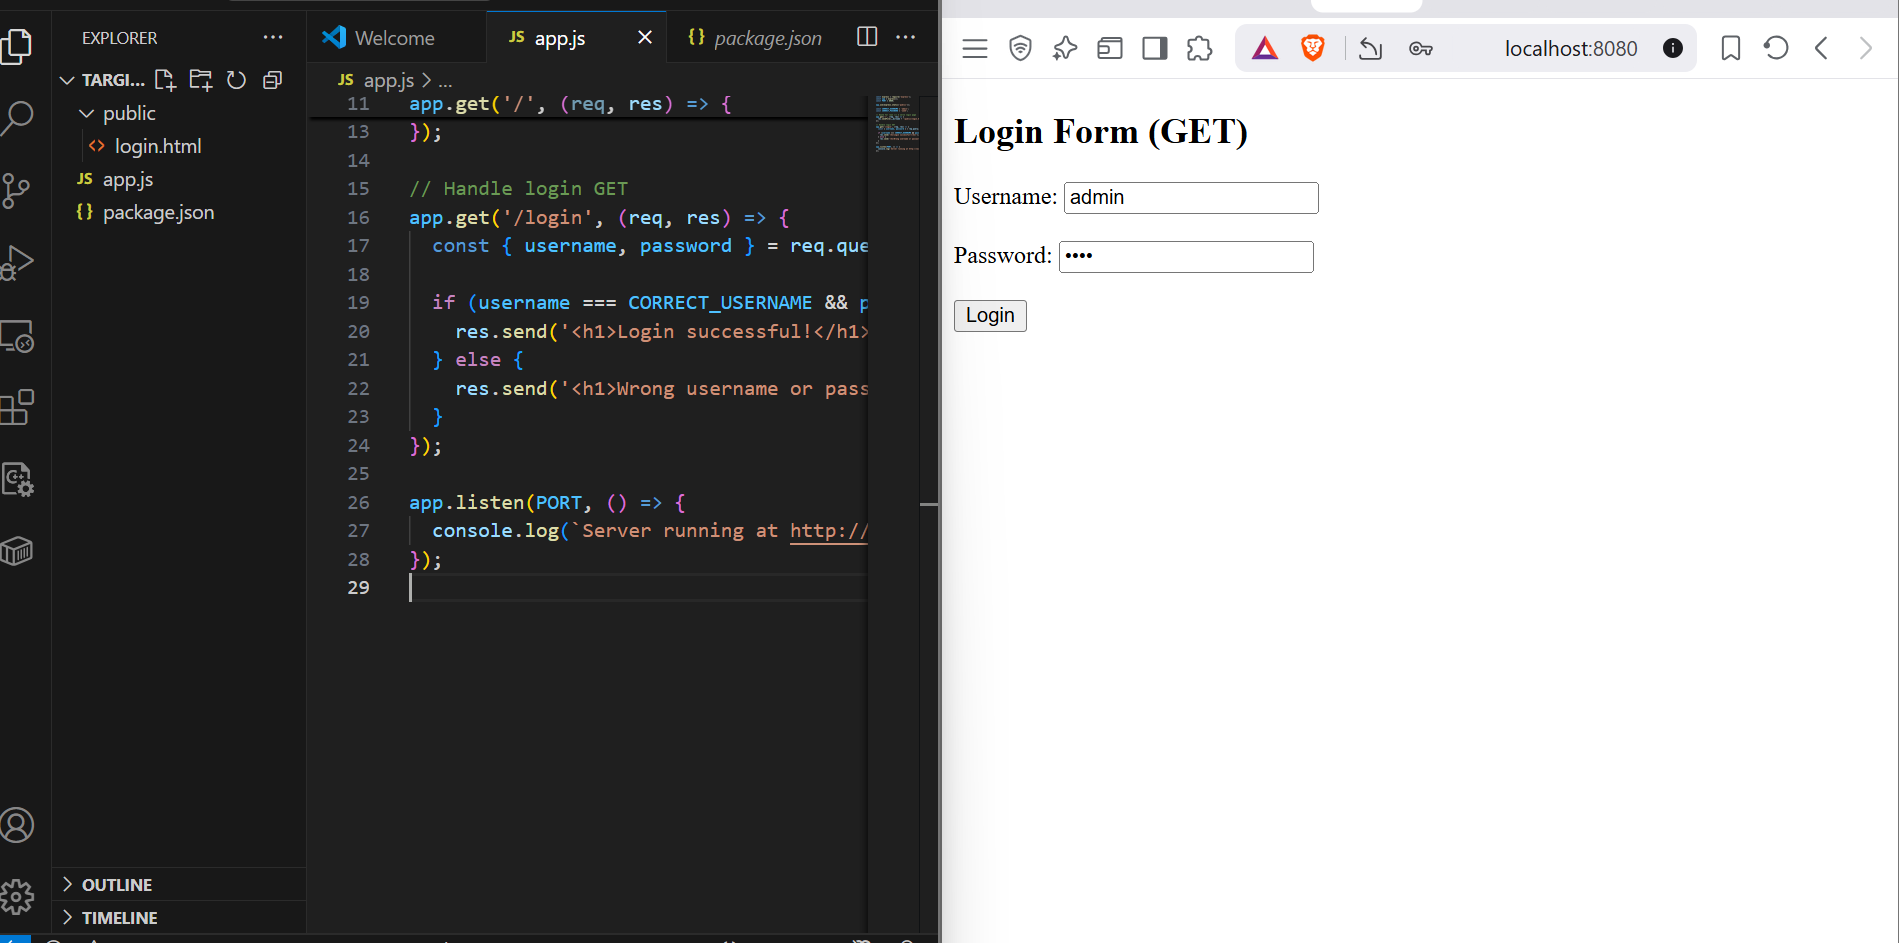 EXPLORER
TARGI...
public
<> login.html
JS app.js
{} package.json
OUTLINE
TIMELINE
Welcome
JS app.js
{} package.json
JS app.js > ...
11 app.get('/', (req, res) => {
13 });
14
15 // Handle login GET
16 app.get('/login', (req, res) => {
17 const { username, password } = req.que
18
19 if (username === CORRECT_USERNAME && p
20 res.send('<h1>Login successful!</h1>
21 } else {
22 res.send('<h1>Wrong username or pass
23 }
24 });
25
26 app.listen(PORT, () => {
27 console.log(`Server running at http://
28 });
29
localhost:8080
Login Form (GET)
Username: admin
Password: ••••
Login